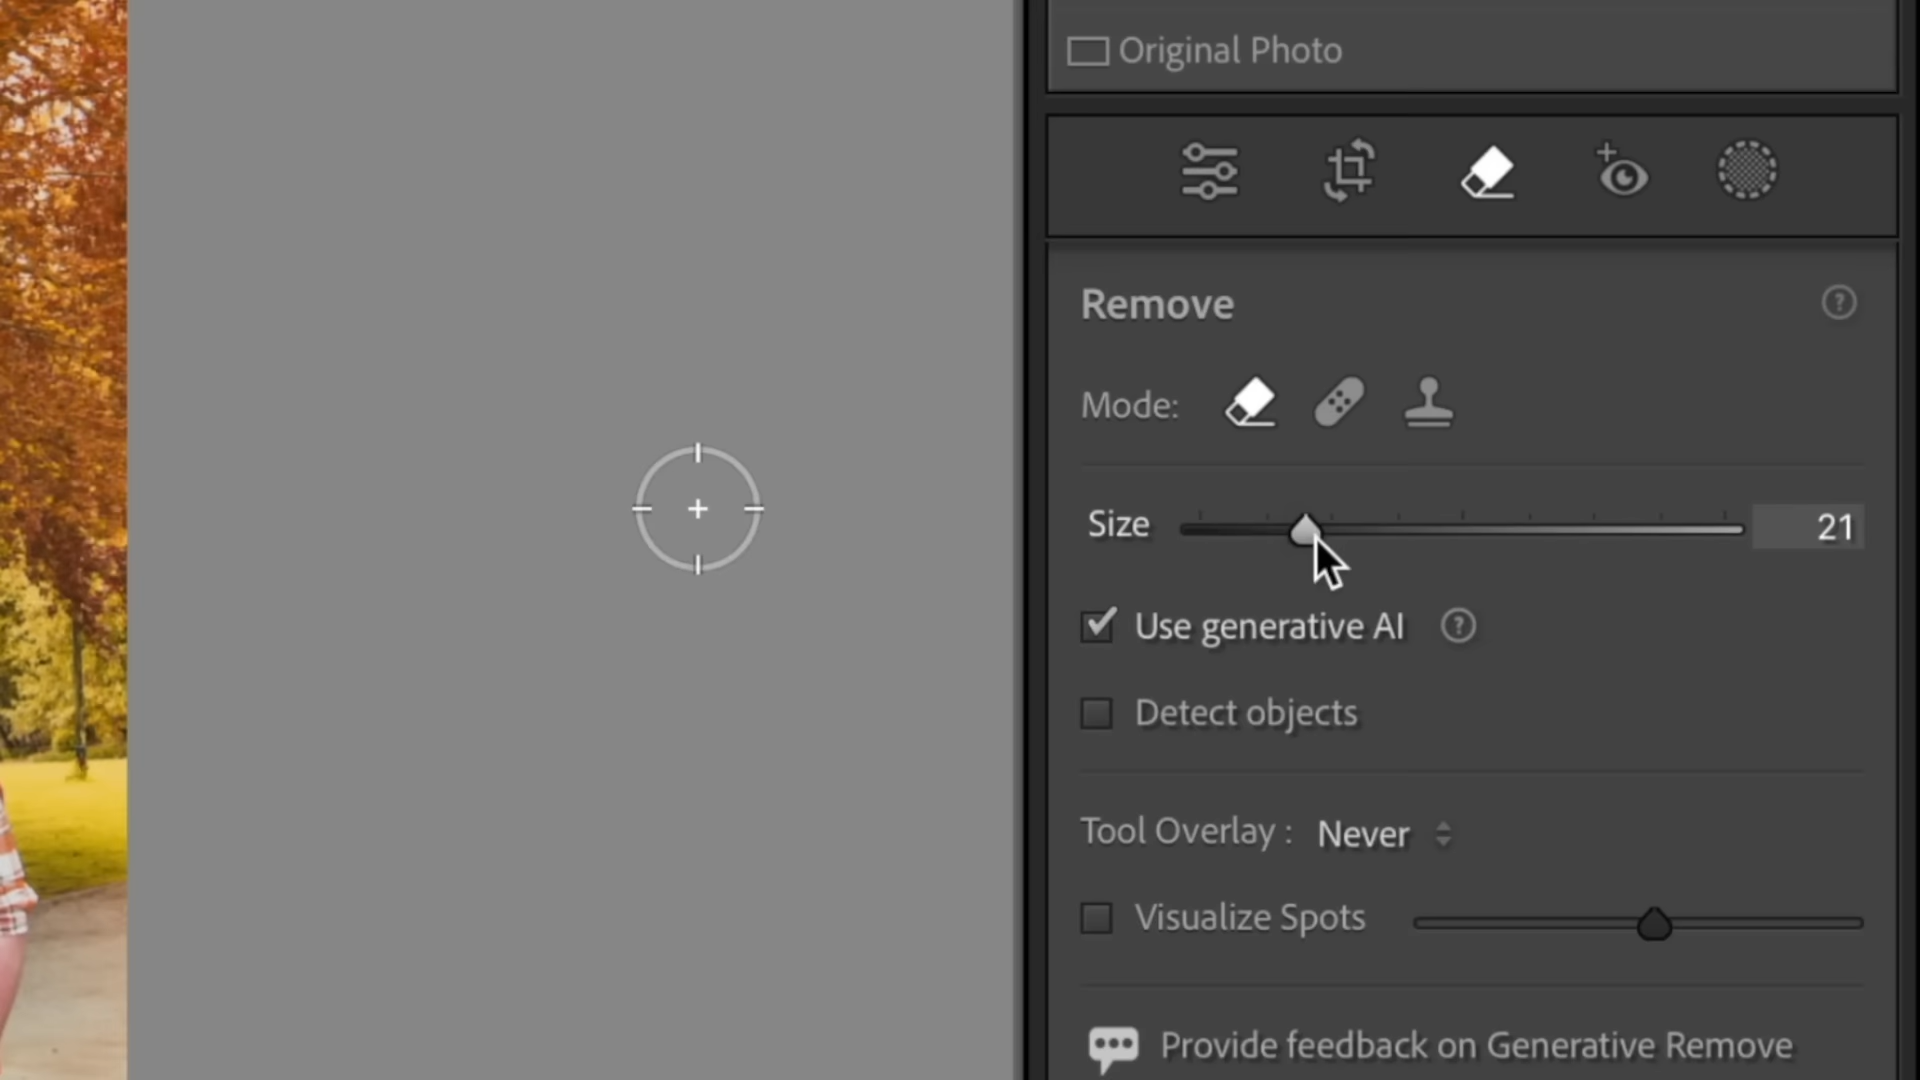 Original Photo
Remove
Mode:
Size 21
Use generative AI
Detect objects
Tool Overlay : Never
Visualize Spots
Provide feedback on Generative Remove